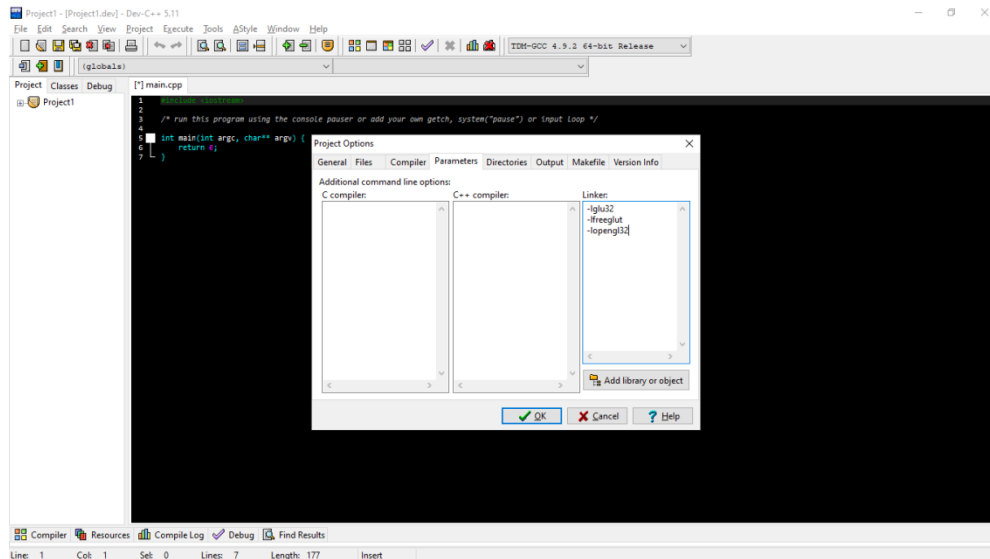 Project1 - [Project1.dev] - Dev-C++ 5.11
File Edit Search View Project Execute Tools AStyle Window Help
TDM-GCC 4.9.2 64-bit Release
(globals)
Project Classes Debug
[*] main.cpp
Project1
1 #include <iostream>
2
3 /* run this program using the console pauser or add your own getch, system("pause") or input loop */
4
5 int main(int argc, char** argv) {
6 return 0;
7 }
Project Options
General Files Compiler Parameters Directories Output Makefile Version Info
Additional command line options:
C compiler: C++ compiler: Linker:
-lglu32
-lfreeglut
-lopengl32
Add library or object
OK Cancel Help
Compiler Resources Compile Log Debug Find Results
Line: 1 Col: 1 Sel: 0 Lines: 7 Length: 177 Insert